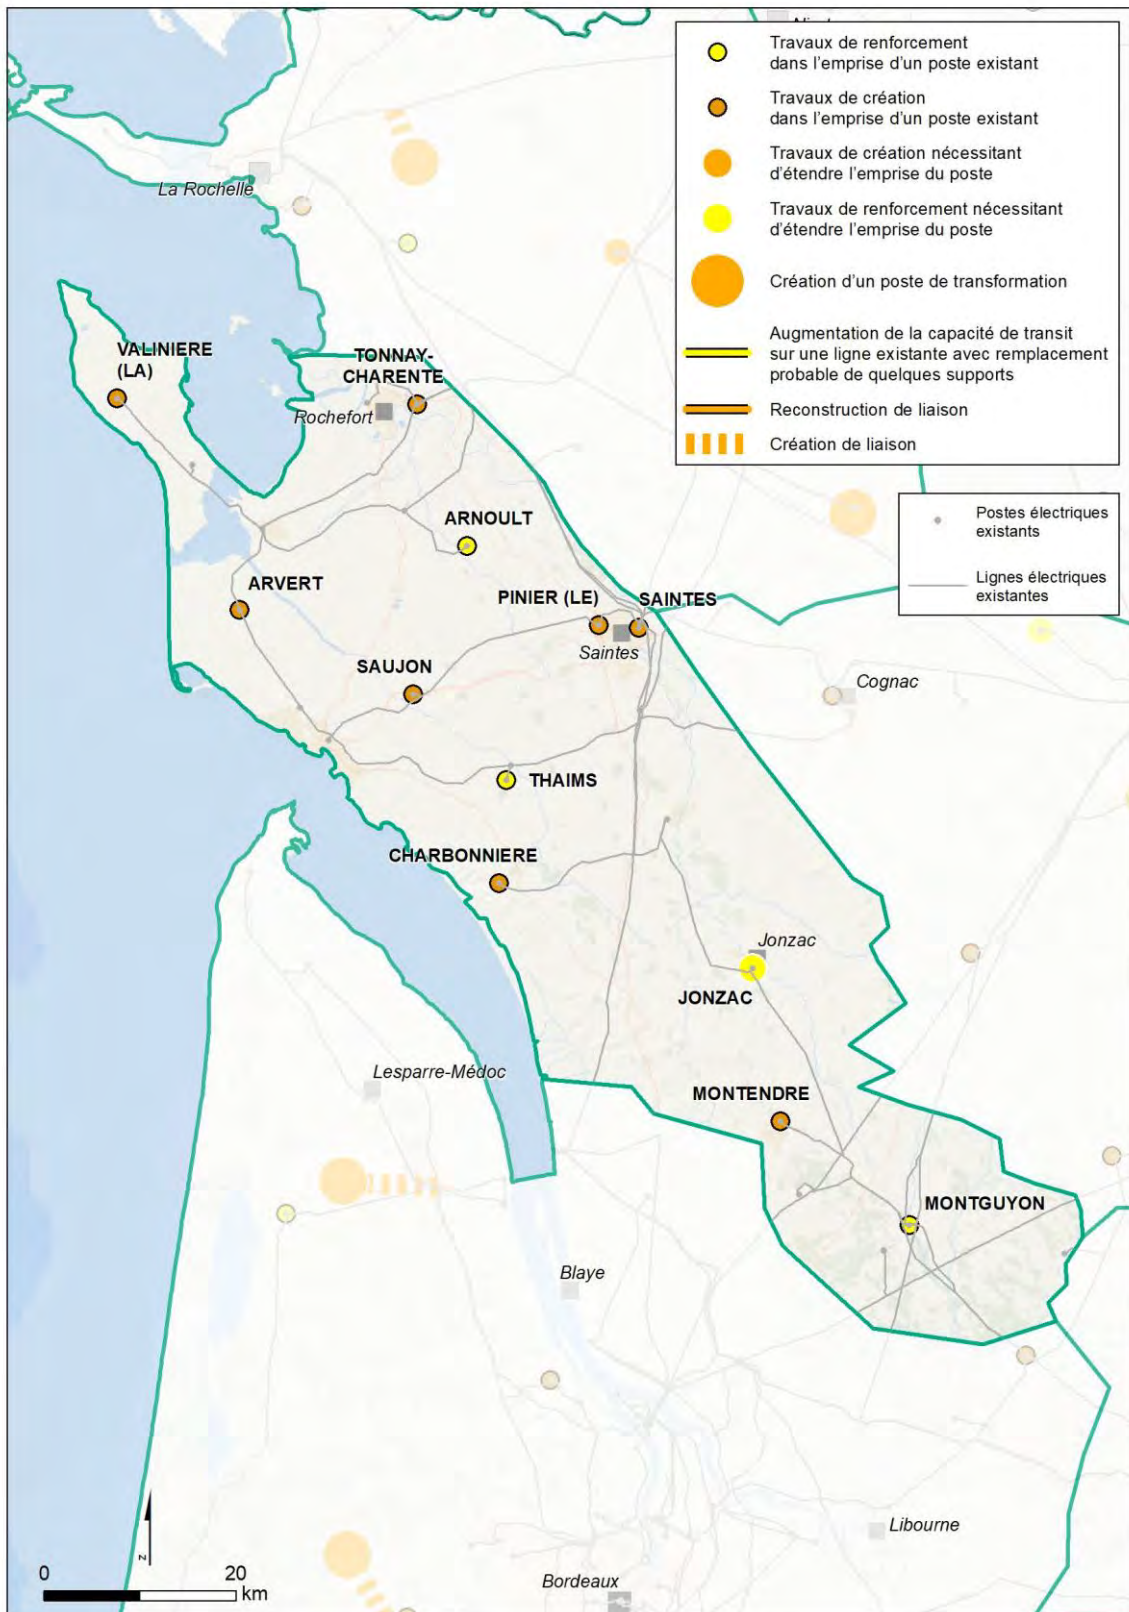 Travaux de renforcement
dans l'emprise d'un poste existant
Travaux de création
dans l'emprise d'un poste existant
Travaux de création nécessitant
d'étendre l'emprise du poste
Travaux de renforcement nécessitant
d'étendre l'emprise du poste
Création d'un poste de transformation
Augmentation de la capacité de transit
sur une ligne existante avec remplacement
probable de quelques supports
Reconstruction de liaison
Création de liaison
Postes électriques
existants
Lignes électriques
existantes
La Rochelle
VALINIERE
(LA)
TONNAY-
CHARENTE
Rochefort
ARNOULT
ARVERT
PINIER (LE)
SAINTES
Saintes
SAUJON
Cognac
THAIMS
CHARBONNIERE
Jonzac
JONZAC
Lesparre-Médoc
MONTENDRE
MONTGUYON
Blaye
Libourne
Bordeaux
N
0 20
km